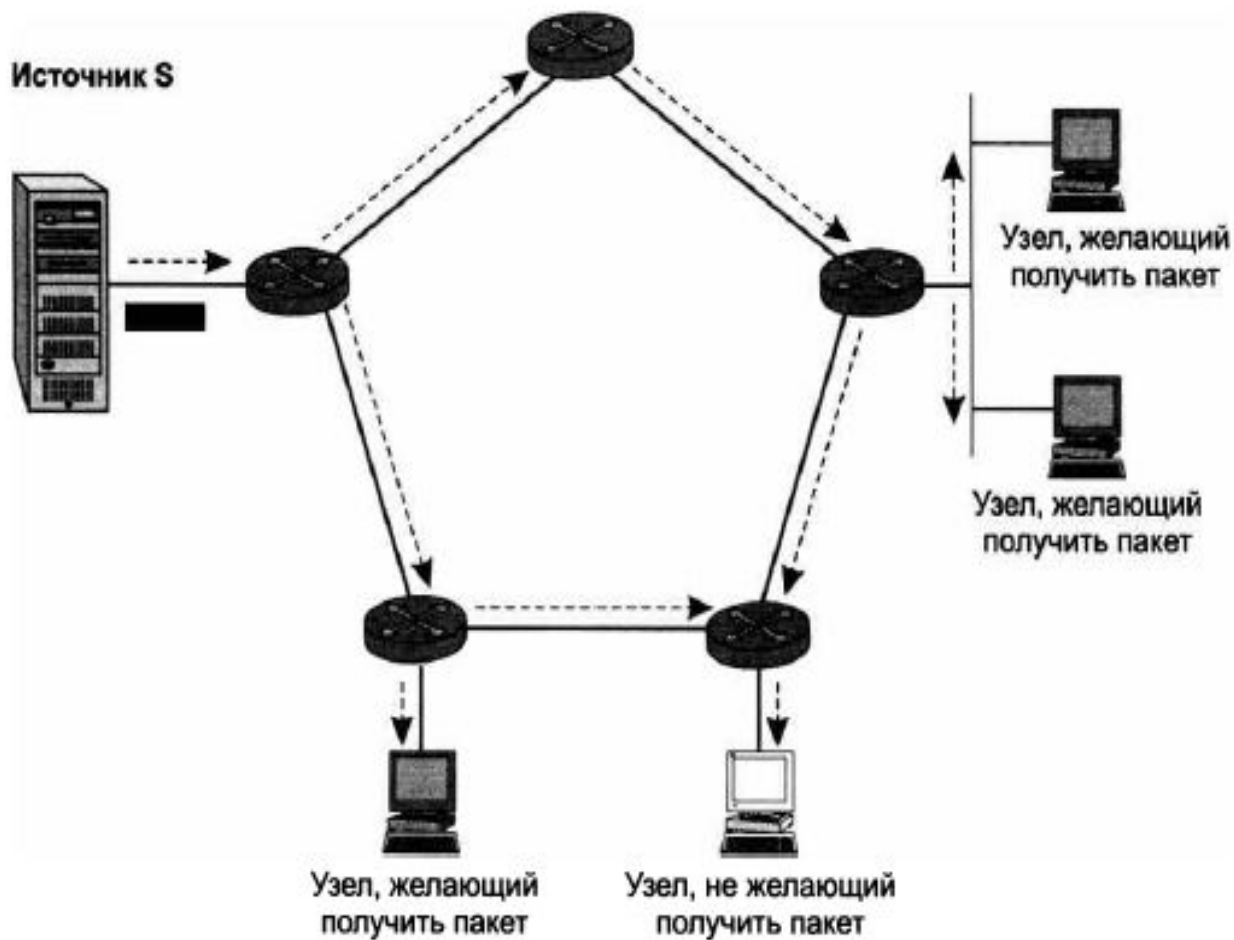 Источник S
Узел, желающий
получить пакет
Узел, желающий
получить пакет
Узел, желающий
получить пакет
Узел, не желающий
получить пакет